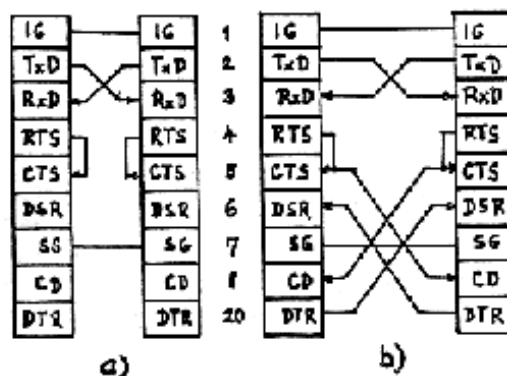 IG IG 1 IG IG
TxD TxD 2 TxD TxD
RxD RxD 3 RxD RxD
RTS RTS 4 RTS RTS
CTS CTS 5 CTS CTS
DSR DSR 6 DSR DSR
SG SG 7 SG SG
CD CD 8 CD CD
DTR DTR 20 DTR DTR
a) b)